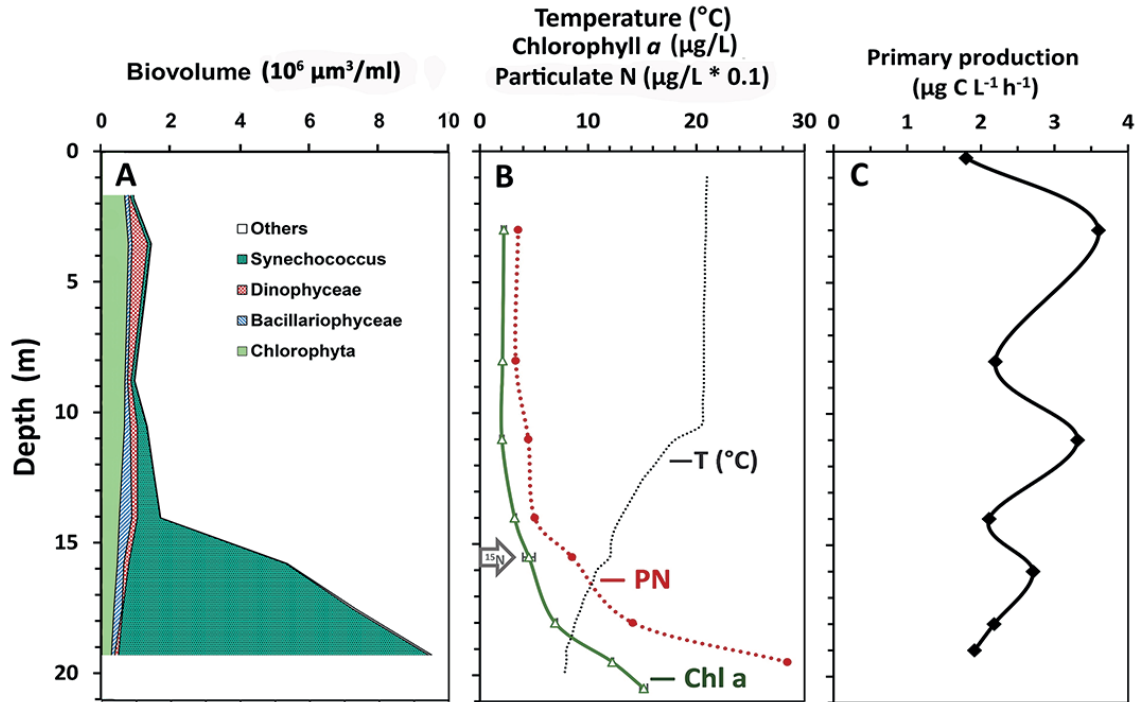 Biovolume (10⁶ µm³/ml)
0 2 4 6 8 10
Temperature (°C)
Chlorophyll a (µg/L)
Particulate N (µg/L * 0.1)
0 10 20 30
Primary production
(µg C L⁻¹ h⁻¹)
0 1 2 3 4
Depth (m)
0
5
10
15
20
A
Others
Synechococcus
Dinophyceae
Bacillariophyceae
Chlorophyta
B
T (°C)
¹⁵N
PN
Chl a
C